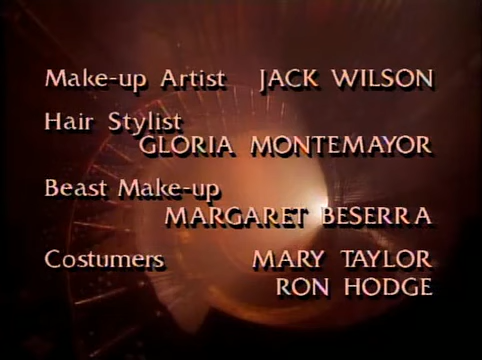 Make-up Artist JACK WILSON
Hair Stylist
GLORIA MONTEMAYOR
Beast Make-up
MARGARET BESERRA
Costumers MARY TAYLOR
RON HODGE